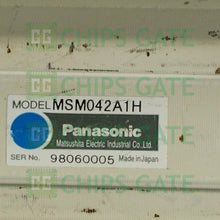 CHIPS GATE
MODEL MSM042A1H
Panasonic
Matsushita Electric Industrial Co.,Ltd.
SER No. 98060005 Made in Japan
CHIPS GATE